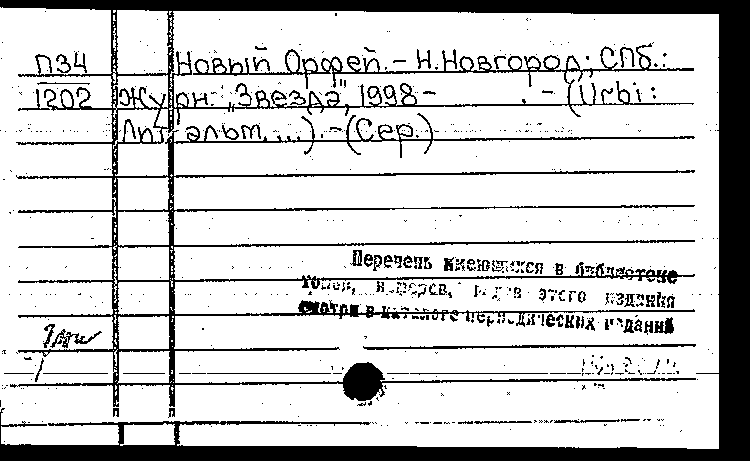 П34 Новый Орфей. – Н.Новгород; СПб.:
1202 Журн. "Звезда", 1998 – . – (Urbi:
Лит. альм. ...). – (Сер.)
Перечень имеющихся в библиотеке
томов, номеров, годов этого издания
смотри в каталоге периодических изданий